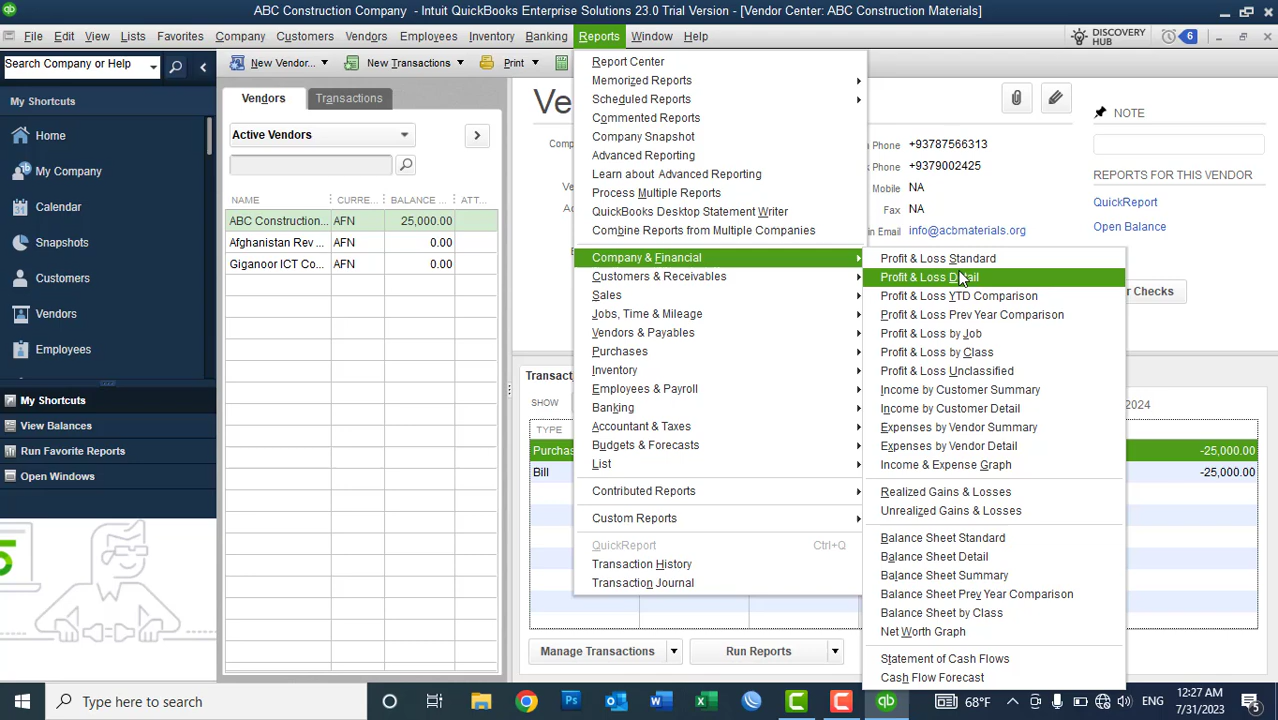 ABC Construction Company - Intuit QuickBooks Enterprise Solutions 23.0 Trial Version - [Vendor Center: ABC Construction Materials]
File Edit View Lists Favorites Company Customers Vendors Employees Inventory Banking Reports Window Help
DISCOVERY HUB
6
Search Company or Help
New Vendor... New Transactions Print
My Shortcuts
Home
My Company
Calendar
Snapshots
Customers
Vendors
Employees
My Shortcuts
View Balances
Run Favorite Reports
Open Windows
Vendors Transactions
Active Vendors
NAME CURRE... BALANCE ... ATT...
ABC Construction... AFN 25,000.00
Afghanistan Rev ... AFN 0.00
Giganoor ICT Co... AFN 0.00
Report Center
Memorized Reports
Scheduled Reports
Commented Reports
Company Snapshot
Advanced Reporting
Learn about Advanced Reporting
Process Multiple Reports
QuickBooks Desktop Statement Writer
Combine Reports from Multiple Companies
Company & Financial
Customers & Receivables
Sales
Jobs, Time & Mileage
Vendors & Payables
Purchases
Inventory
Employees & Payroll
Banking
Accountant & Taxes
Budgets & Forecasts
List
Contributed Reports
Custom Reports
QuickReport Ctrl+Q
Transaction History
Transaction Journal
Profit & Loss Standard
Profit & Loss Detail
Profit & Loss YTD Comparison
Profit & Loss Prev Year Comparison
Profit & Loss by Job
Profit & Loss by Class
Profit & Loss Unclassified
Income by Customer Summary
Income by Customer Detail
Expenses by Vendor Summary
Expenses by Vendor Detail
Income & Expense Graph
Realized Gains & Losses
Unrealized Gains & Losses
Balance Sheet Standard
Balance Sheet Detail
Balance Sheet Summary
Balance Sheet Prev Year Comparison
Balance Sheet by Class
Net Worth Graph
Statement of Cash Flows
Cash Flow Forecast
Ve
Comp
Ve
n Phone +93787566313
Phone +9379002425
Mobile NA
Fax NA
in Email info@acbmaterials.org
NOTE
REPORTS FOR THIS VENDOR
QuickReport
Open Balance
r Checks
Transact
SHOW
2024
TYPE
Purchas -25,000.00
Bill -25,000.00
Manage Transactions Run Reports
Type here to search
68°F
ENG
12:27 AM
7/31/2023
5